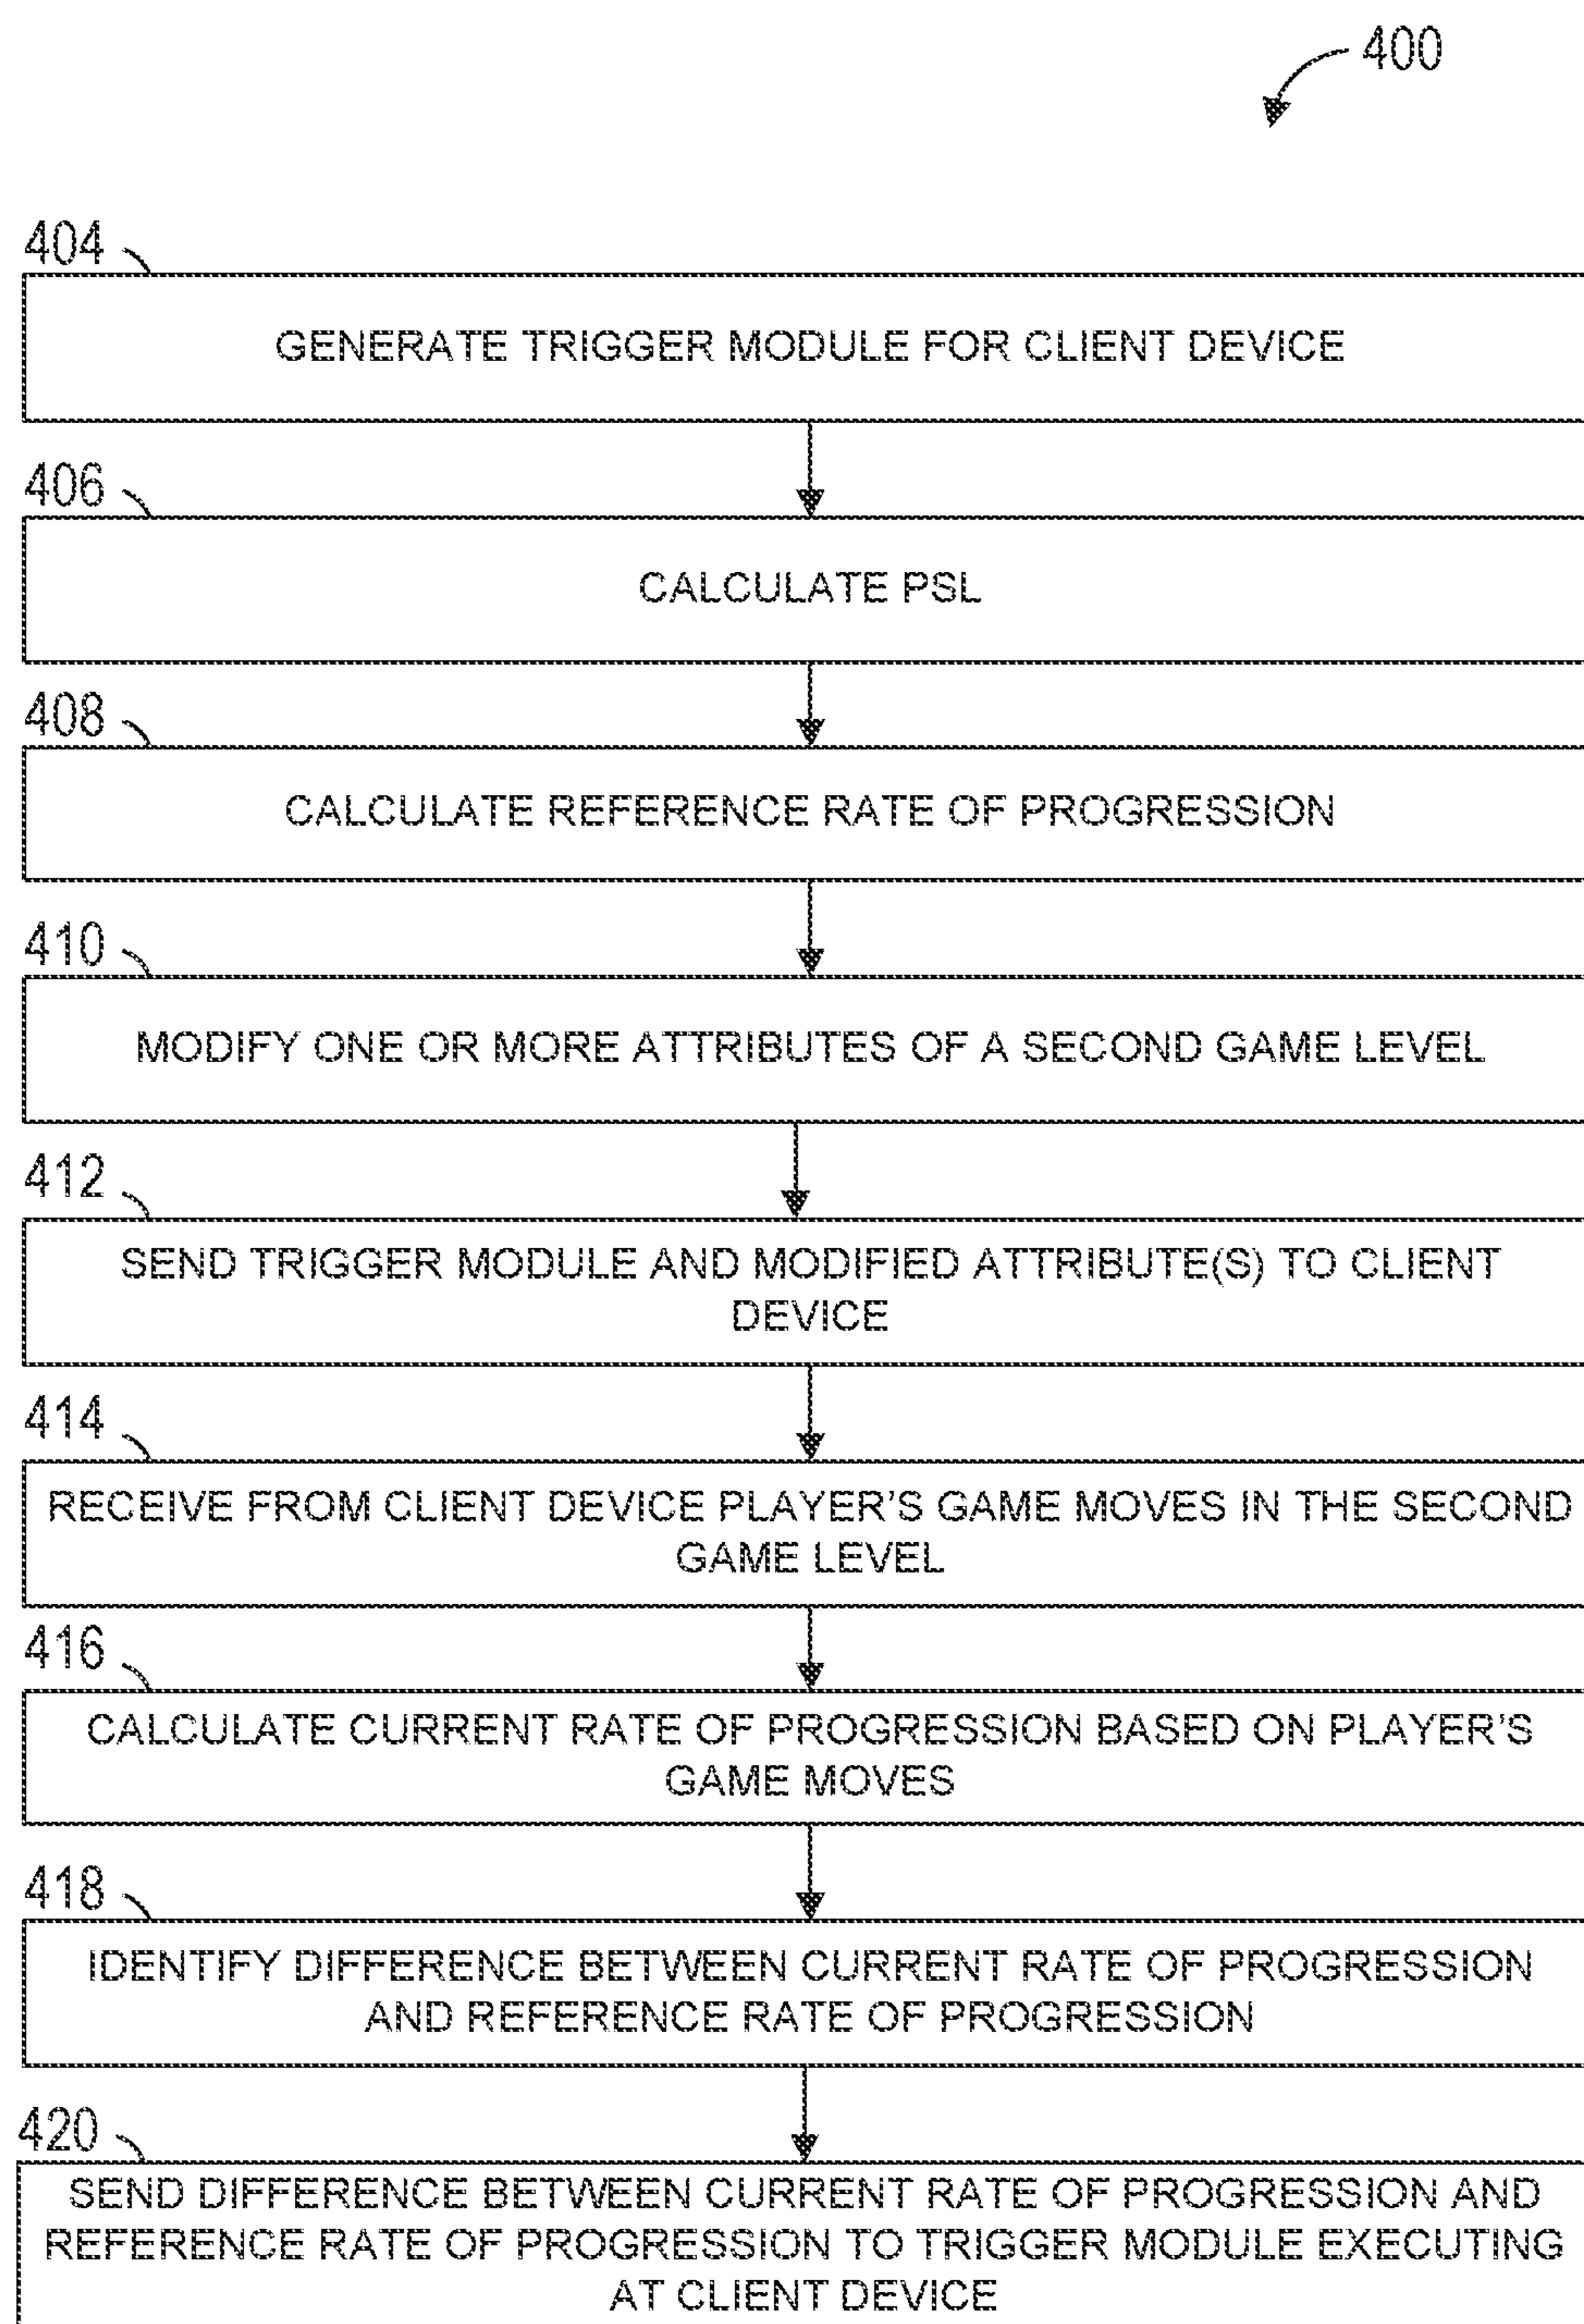 400
404
GENERATE TRIGGER MODULE FOR CLIENT DEVICE
406
CALCULATE PSL
408
CALCULATE REFERENCE RATE OF PROGRESSION
410
MODIFY ONE OR MORE ATTRIBUTES OF A SECOND GAME LEVEL
412
SEND TRIGGER MODULE AND MODIFIED ATTRIBUTE(S) TO CLIENT
DEVICE
414
RECEIVE FROM CLIENT DEVICE PLAYER'S GAME MOVES IN THE SECOND
GAME LEVEL
416
CALCULATE CURRENT RATE OF PROGRESSION BASED ON PLAYER'S
GAME MOVES
418
IDENTIFY DIFFERENCE BETWEEN CURRENT RATE OF PROGRESSION
AND REFERENCE RATE OF PROGRESSION
420
SEND DIFFERENCE BETWEEN CURRENT RATE OF PROGRESSION AND
REFERENCE RATE OF PROGRESSION TO TRIGGER MODULE EXECUTING
AT CLIENT DEVICE